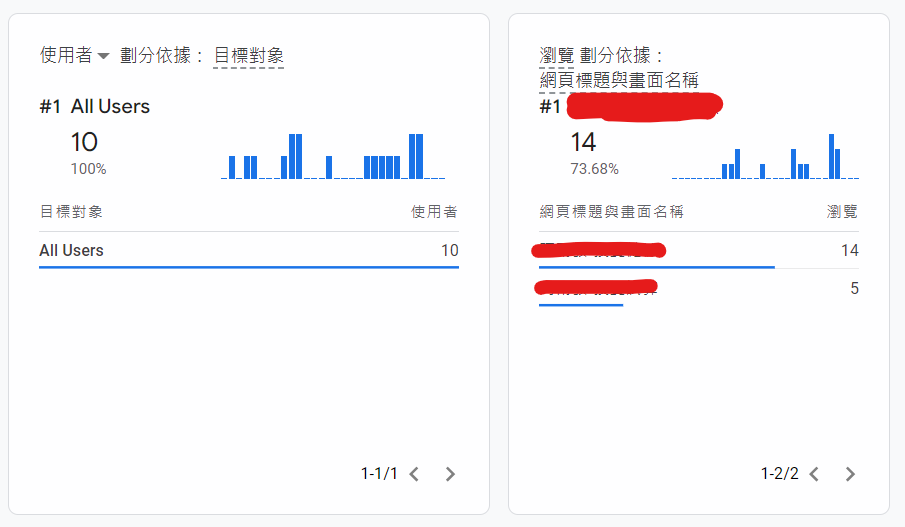 使用者 劃分依據： 目標對象
#1 All Users
10
100%
目標對象 使用者
All Users 10
1-1/1
瀏覽 劃分依據：
網頁標題與畫面名稱
#1
14
73.68%
網頁標題與畫面名稱 瀏覽
14
5
1-2/2